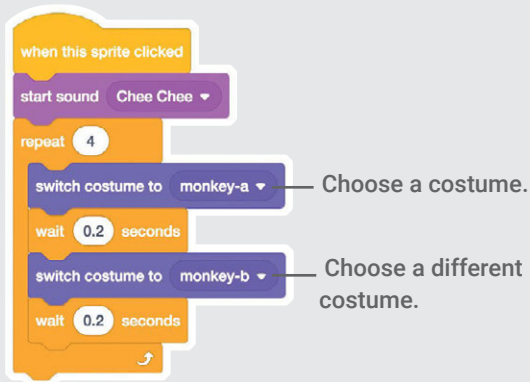 when this sprite clicked
start sound Chee Chee
repeat 4
switch costume to monkey-a
Choose a costume.
wait 0.2 seconds
switch costume to monkey-b
Choose a different
costume.
wait 0.2 seconds